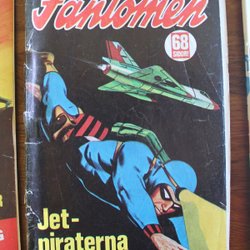 Fantomen
68
SIDOR!
Jet-
piraterna